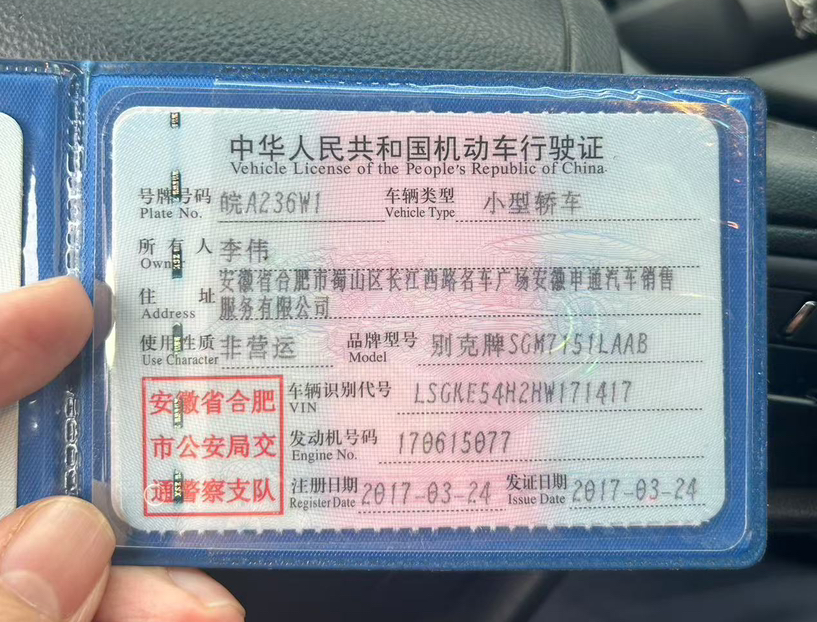 中华人民共和国机动车行驶证
Vehicle License of the People's Republic of China
号牌号码 皖A236W1 车辆类型 小型轿车
Plate No. Vehicle Type
所有人 李伟
Owner
安徽省合肥市蜀山区长江西路名车广场安徽申通汽车销售
住址 服务有限公司
Address
使用性质 非营运 品牌型号 别克牌SGM7151LAAB
Use Character Model
安徽省合肥 车辆识别代号 LSGKE54H2HW171417
VIN
市公安局交 发动机号码 170615077
Engine No.
通警察支队 注册日期 2017-03-24 发证日期 2017-03-24
Register Date Issue Date